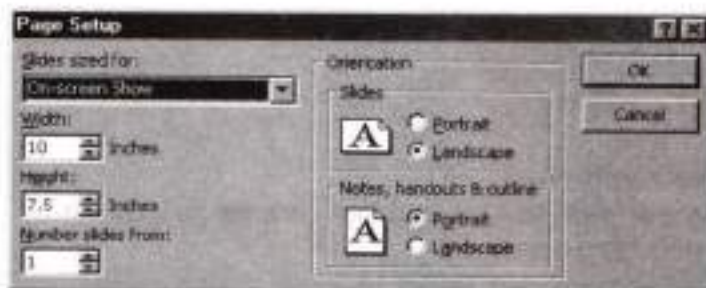 Page Setup
Slides sized for:
On-screen Show
Width:
10 Inches
Height:
7.5 Inches
Number slides from:
1
Orientation
Slides
A
Portrait
Landscape
Notes, handouts & outline
A
Portrait
Landscape
OK
Cancel